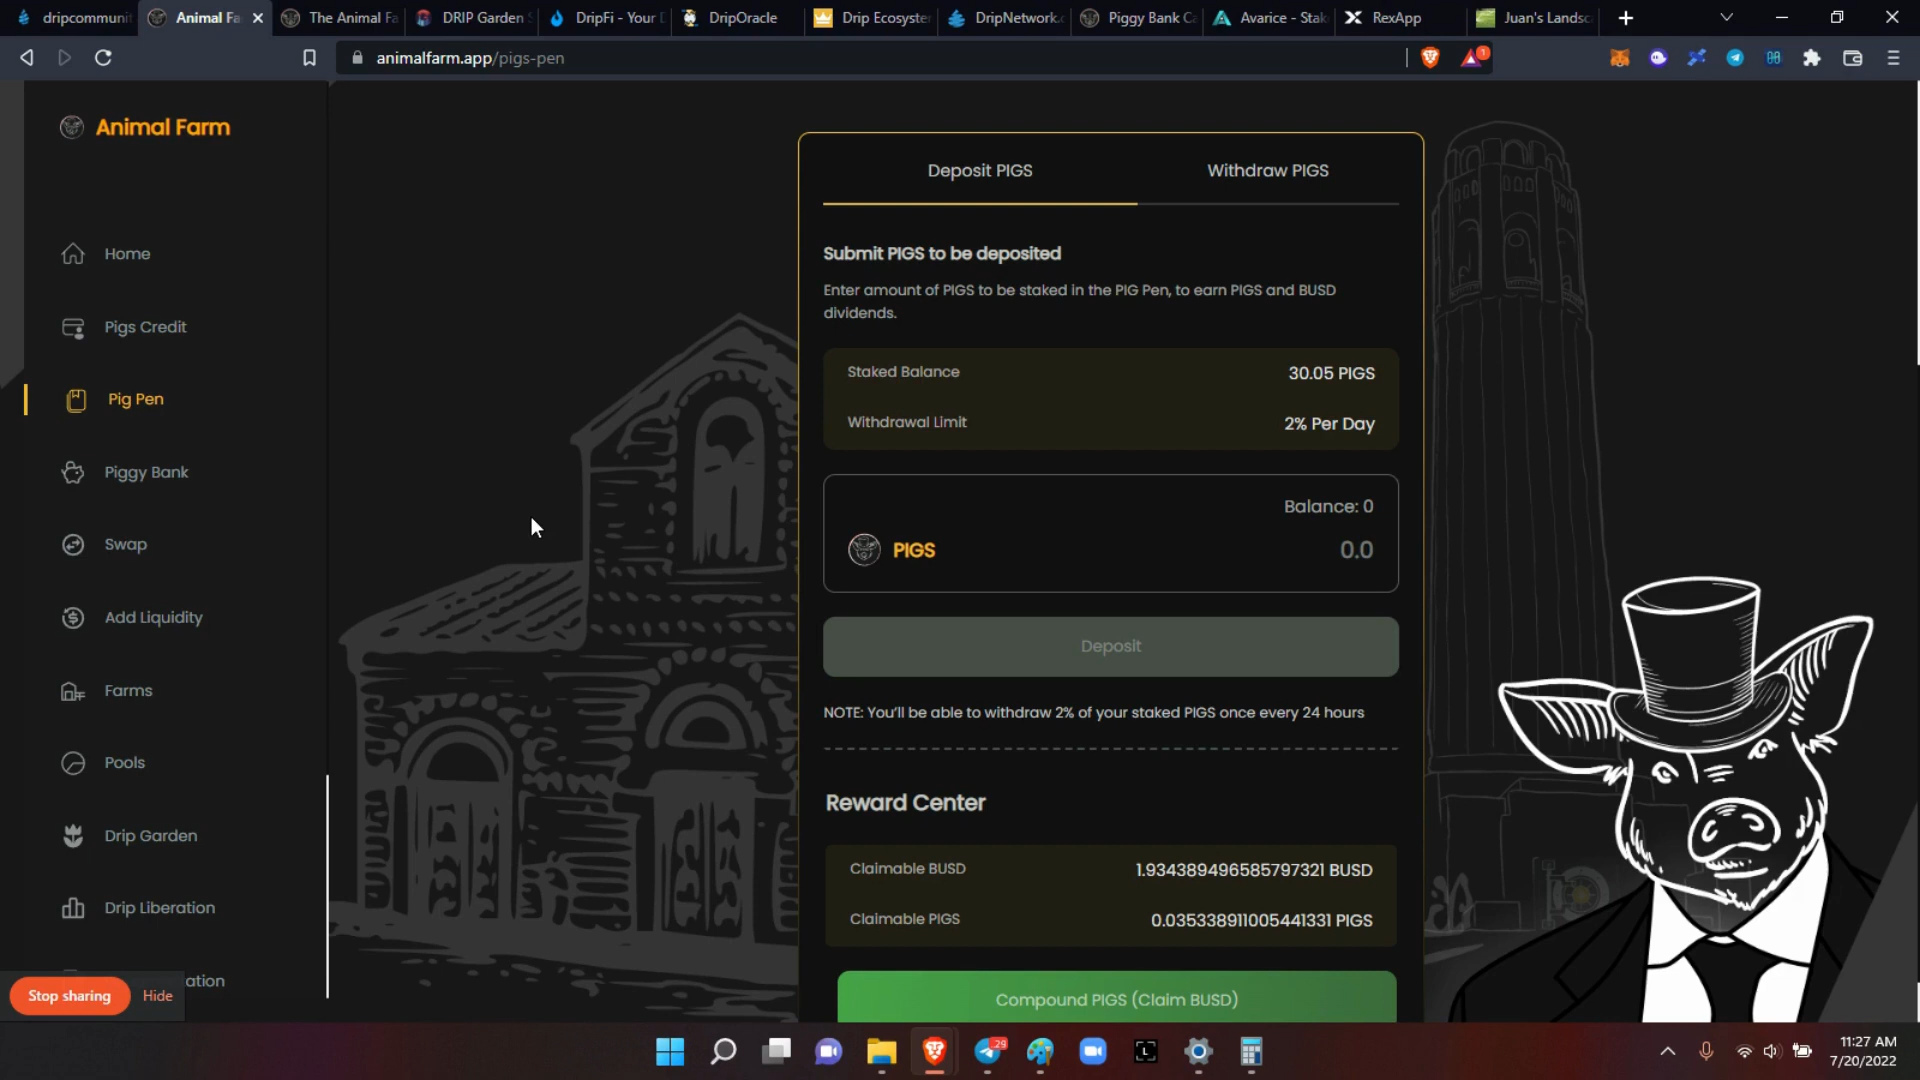 dripcommuni
Animal Fa
The Animal Fa
DRIP Garden
DripFi - Your
DripOracle
Drip Ecosyste
DripNetwork.
Piggy Bank Ca
Avarice - Stak
RexApp
Juan's Landsc
animalfarm.app/pigs-pen
1
Animal Farm
Home
Pigs Credit
Pig Pen
Piggy Bank
Swap
Add Liquidity
Farms
Pools
Drip Garden
Drip Liberation
ation
Stop sharing
Hide
Deposit PIGS
Withdraw PIGS
Submit PIGS to be deposited
Enter amount of PIGS to be staked in the PIG Pen, to earn PIGS and BUSD
dividends.
Staked Balance
30.05 PIGS
Withdrawal Limit
2% Per Day
Balance: 0
PIGS
0.0
Deposit
NOTE: You'll be able to withdraw 2% of your staked PIGS once every 24 hours
Reward Center
Claimable BUSD
1.934389496585797321 BUSD
Claimable PIGS
0.035338911005441331 PIGS
Compound PIGS (Claim BUSD)
29
L
11:27 AM
7/20/2022